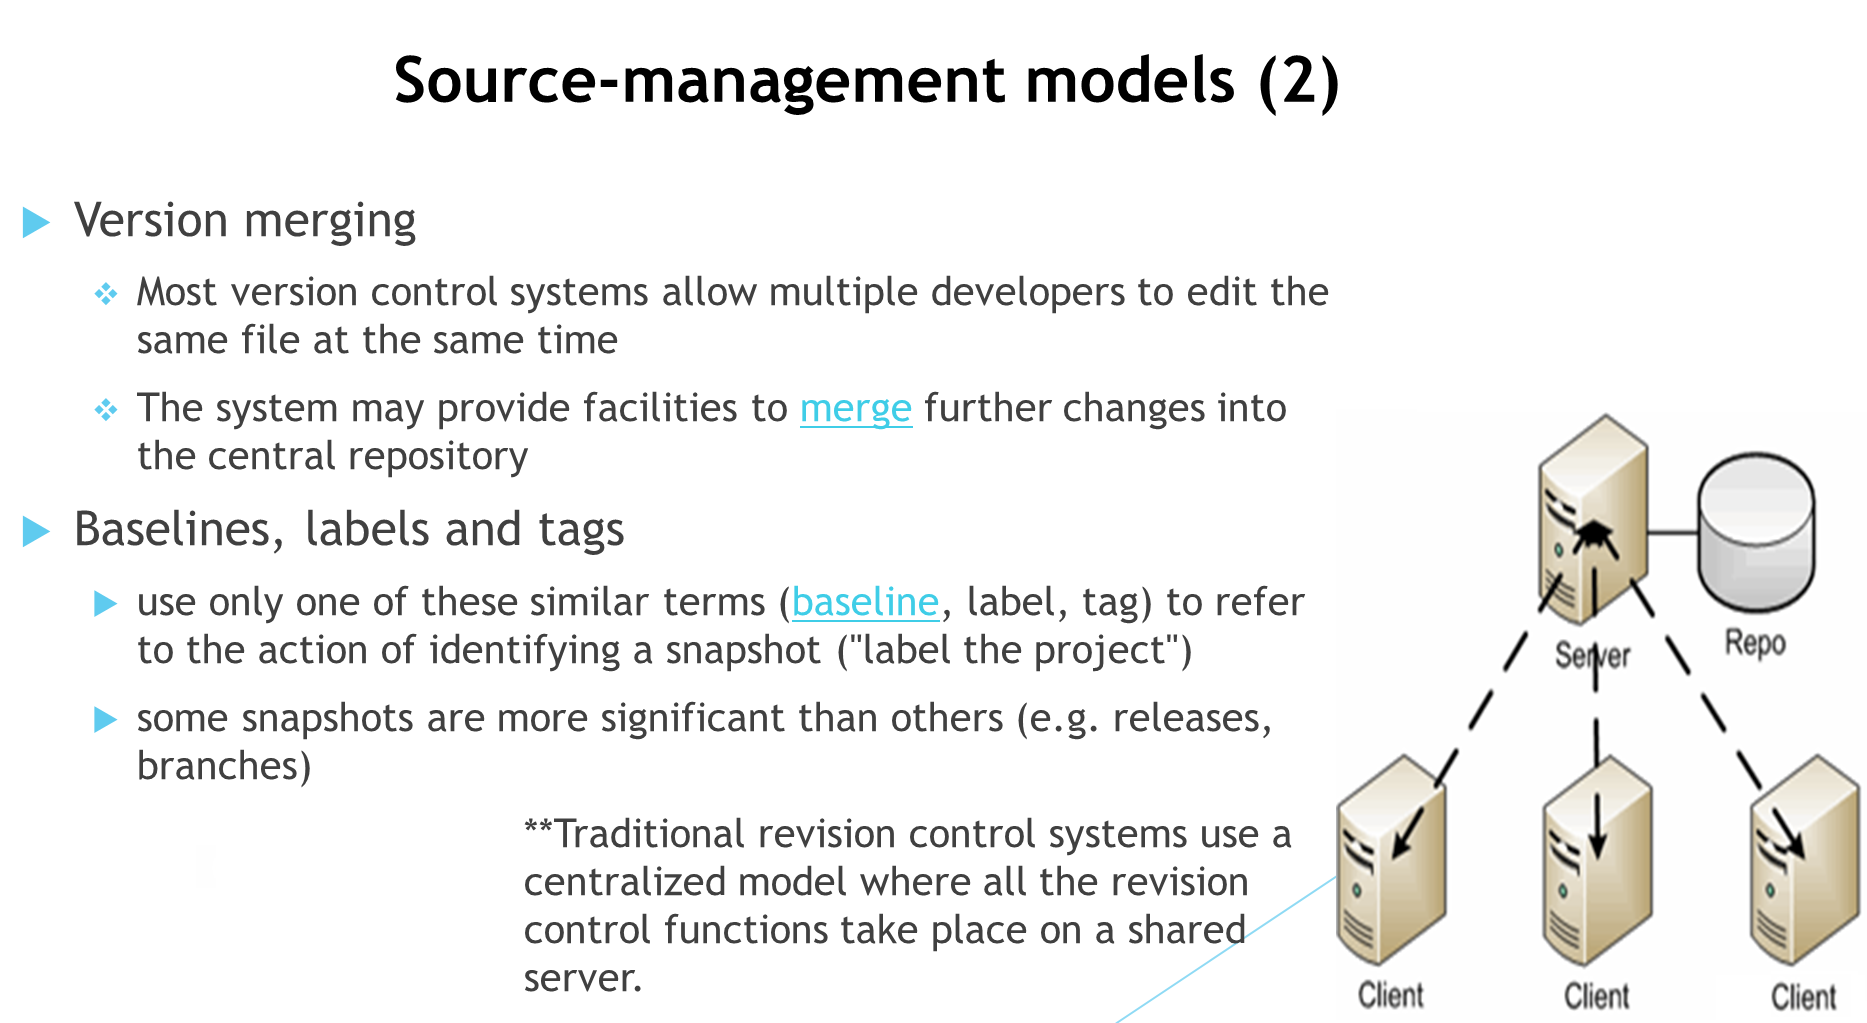 Source-management models (2)
Version merging
Most version control systems allow multiple developers to edit the
same file at the same time
The system may provide facilities to merge further changes into
the central repository
Baselines, labels and tags
use only one of these similar terms (baseline, label, tag) to refer
to the action of identifying a snapshot ("label the project")
some snapshots are more significant than others (e.g. releases,
branches)
**Traditional revision control systems use a
centralized model where all the revision
control functions take place on a shared
server.
Server
Repo
Client
Client
Client